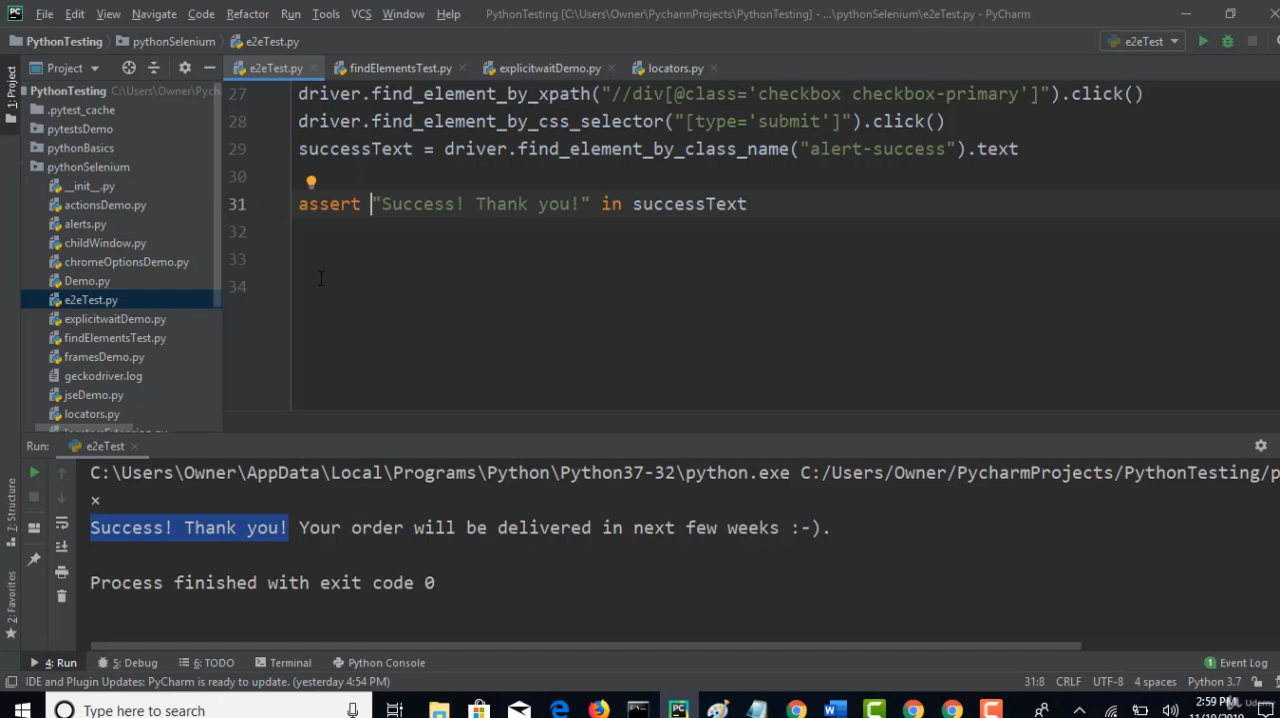 File Edit View Navigate Code Refactor Run Tools VCS Window Help PythonTesting [C:\Users\Owner\PycharmProjects\PythonTesting] - ...\pythonSelenium\e2eTest.py - PyCharm
PythonTesting pythonSelenium e2eTest.py e2eTest
1: Project
Project e2eTest.py findElementsTest.py explicitwaitDemo.py locators.py
PythonTesting C:\Users\Owner\Pych
.pytest_cache
pytestsDemo
pythonBasics
pythonSelenium
__init__.py
actionsDemo.py
alerts.py
childWindow.py
chromeOptionsDemo.py
Demo.py
e2eTest.py
explicitwaitDemo.py
findElementsTest.py
framesDemo.py
geckodriver.log
jseDemo.py
locators.py
27 driver.find_element_by_xpath("//div[@class='checkbox checkbox-primary']").click()
28 driver.find_element_by_css_selector("[type='submit']").click()
29 successText = driver.find_element_by_class_name("alert-success").text
30
31 assert "Success! Thank you!" in successText
32
33
34
Run: e2eTest
C:\Users\Owner\AppData\Local\Programs\Python\Python37-32\python.exe C:/Users/Owner/PycharmProjects/PythonTesting/p
×
Success! Thank you! Your order will be delivered in next few weeks :-).
Process finished with exit code 0
7: Structure
2: Favorites
4: Run 5: Debug 6: TODO Terminal Python Console 1 Event Log
IDE and Plugin Updates: PyCharm is ready to update. (yesterday 4:54 PM) 31:8 CRLF UTF-8 4 spaces Python 3.7
Type here to search 2:59 PM